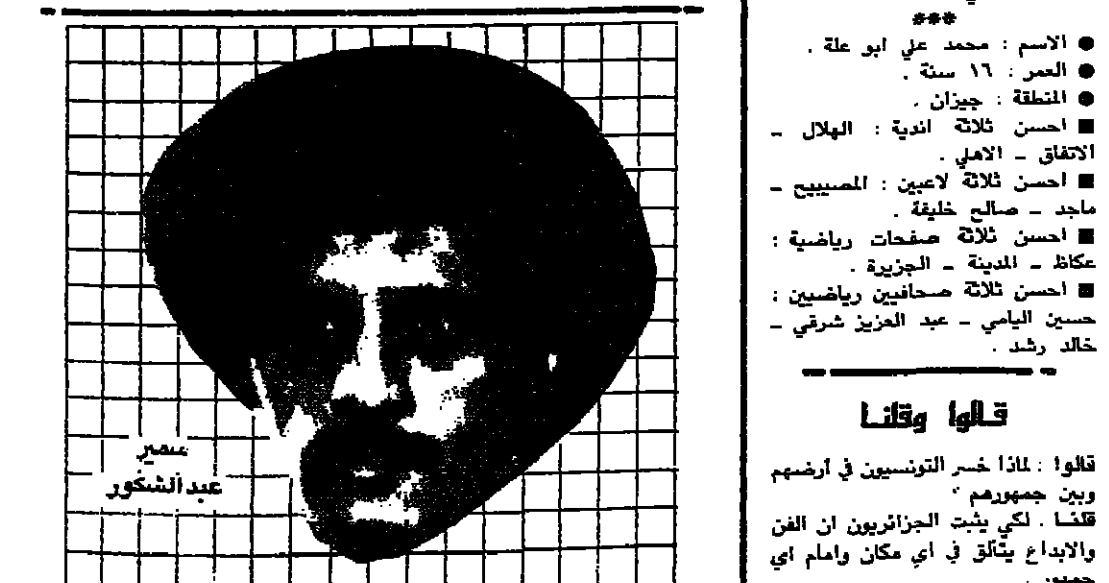 ***
● الاسم : محمد علي ابو علة .
● العمر : ١٦ سنة .
● المنطقة : جيزان .
■ احسن ثلاثة اندية : الهلال ـ
الاتفاق ـ الاهلي .
■ احسن ثلاثة لاعبين : المصيبيح ـ
ماجد ـ صالح خليفة .
■ احسن ثلاثة صفحات رياضية :
عكاظ ـ المدينة ـ الجزيرة .
■ احسن ثلاثة صحافيين رياضيين :
حسين اليامي ـ عبد العزيز شرقي ـ
خالد رشد .
قالوا وقلنا
قالوا : لماذا خسر التونسيون في أرضهم
وبين جمهورهم
قلنا . لكي يثبت الجزائريون ان الفن
والابداع يتألق في اي مكان وامام اي
سمير
عبد الشكور